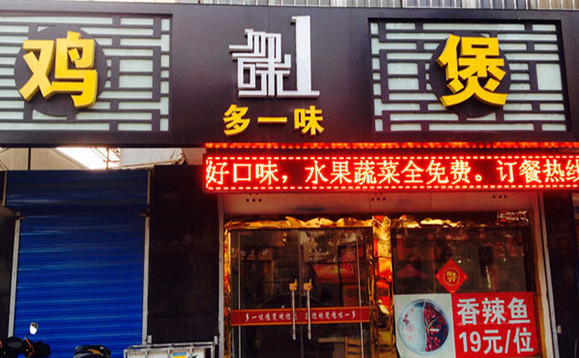 鸡
煲
多一味
好口味，水果蔬菜全免费。订餐热线
香辣鱼
19元/位